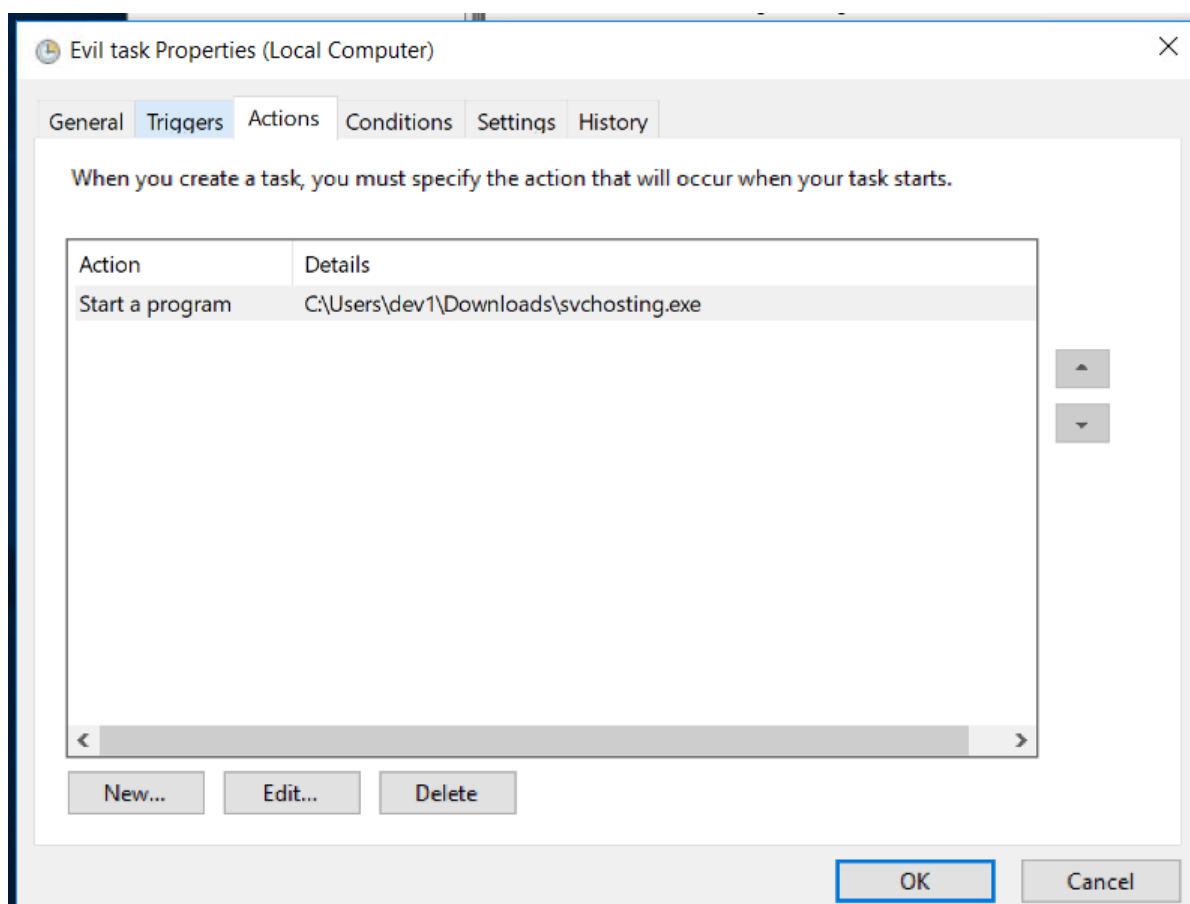 Evil task Properties (Local Computer)
General Triggers Actions Conditions Settings History
When you create a task, you must specify the action that will occur when your task starts.
Action Details
Start a program C:\Users\dev1\Downloads\svchosting.exe
New... Edit... Delete
OK Cancel